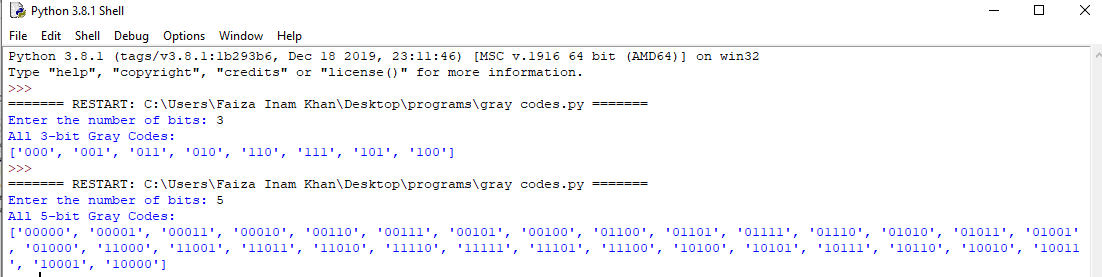 Python 3.8.1 Shell
File Edit Shell Debug Options Window Help
Python 3.8.1 (tags/v3.8.1:1b293b6, Dec 18 2019, 23:11:46) [MSC v.1916 64 bit (AMD64)] on win32
Type "help", "copyright", "credits" or "license()" for more information.
>>>
======= RESTART: C:\Users\Faiza Inam Khan\Desktop\programs\gray codes.py =======
Enter the number of bits: 3
All 3-bit Gray Codes:
['000', '001', '011', '010', '110', '111', '101', '100']
>>>
======= RESTART: C:\Users\Faiza Inam Khan\Desktop\programs\gray codes.py =======
Enter the number of bits: 5
All 5-bit Gray Codes:
['00000', '00001', '00011', '00010', '00110', '00111', '00101', '00100', '01100', '01101', '01111', '01110', '01010', '01011', '01001'
, '01000', '11000', '11001', '11011', '11010', '11110', '11111', '11101', '11100', '10100', '10101', '10111', '10110', '10010', '10011
', '10001', '10000']